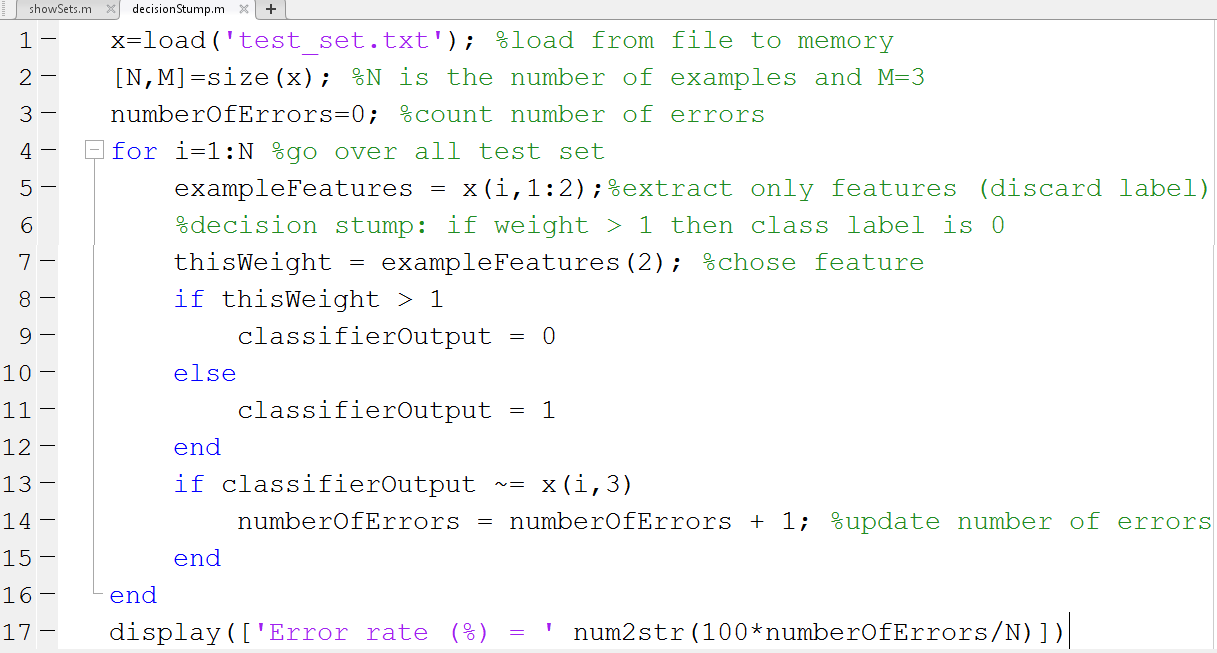 showSets.m × decisionStump.m × +
1 x=load('test_set.txt'); %load from file to memory
2 [N,M]=size(x); %N is the number of examples and M=3
3 numberOfErrors=0; %count number of errors
4 for i=1:N %go over all test set
5 exampleFeatures = x(i,1:2);%extract only features (discard label)
6 %decision stump: if weight > 1 then class label is 0
7 thisWeight = exampleFeatures(2); %chose feature
8 if thisWeight > 1
9 classifierOutput = 0
10 else
11 classifierOutput = 1
12 end
13 if classifierOutput ~= x(i,3)
14 numberOfErrors = numberOfErrors + 1; %update number of errors
15 end
16 end
17 display(['Error rate (%) = ' num2str(100*numberOfErrors/N)])